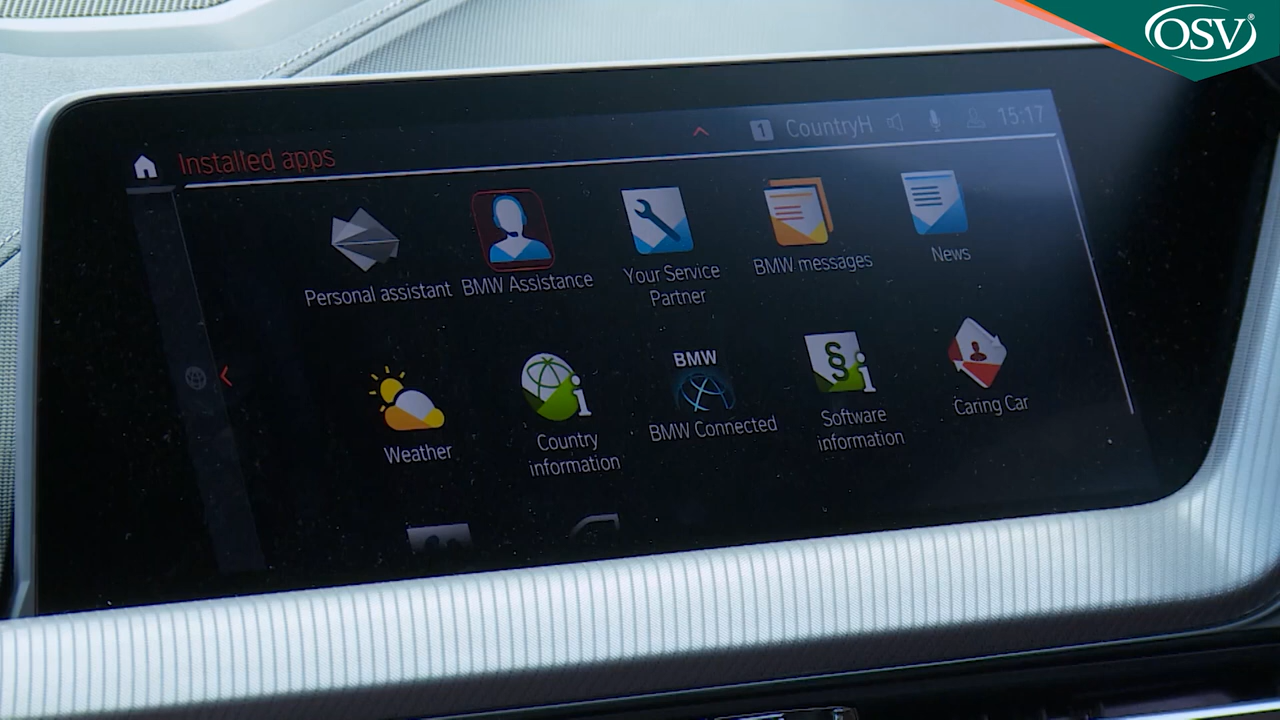 OSV®
Installed apps
1 CountryH 15:17
Personal assistant
BMW Assistance
Your Service
Partner
BMW messages
News
Weather
Country
information
BMW
BMW Connected
§
Software
information
Caring Car